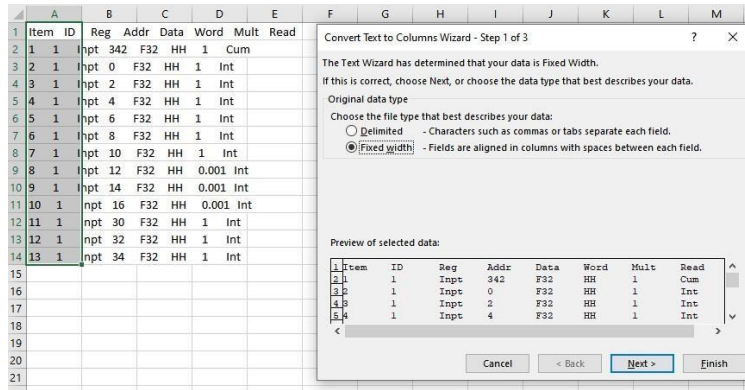 A B C D E F G H I J K L M
1 Item ID Reg Addr Data Word Mult Read
2 1 1 Inpt 342 F32 HH 1 Cum
3 2 1 Inpt 0 F32 HH 1 Int
4 3 1 Inpt 2 F32 HH 1 Int
5 4 1 Inpt 4 F32 HH 1 Int
6 5 1 Inpt 6 F32 HH 1 Int
7 6 1 Inpt 8 F32 HH 1 Int
8 7 1 Inpt 10 F32 HH 1 Int
9 8 1 Inpt 12 F32 HH 0.001 Int
10 9 1 Inpt 14 F32 HH 0.001 Int
11 10 1 Inpt 16 F32 HH 0.001 Int
12 11 1 Inpt 30 F32 HH 1 Int
13 12 1 Inpt 32 F32 HH 1 Int
14 13 1 Inpt 34 F32 HH 1 Int
15
16
17
18
19
20
21
Convert Text to Columns Wizard - Step 1 of 3 ? ×
The Text Wizard has determined that your data is Fixed Width.
If this is correct, choose Next, or choose the data type that best describes your data.
Original data type
Choose the file type that best describes your data:
Delimited - Characters such as commas or tabs separate each field.
Fixed width - Fields are aligned in columns with spaces between each field.
Preview of selected data:
1 Item ID Reg Addr Data Word Mult Read
2 1 1 Inpt 342 F32 HH 1 Cum
3 2 1 Inpt 0 F32 HH 1 Int
4 3 1 Inpt 2 F32 HH 1 Int
5 4 1 Inpt 4 F32 HH 1 Int
Cancel < Back Next > Finish